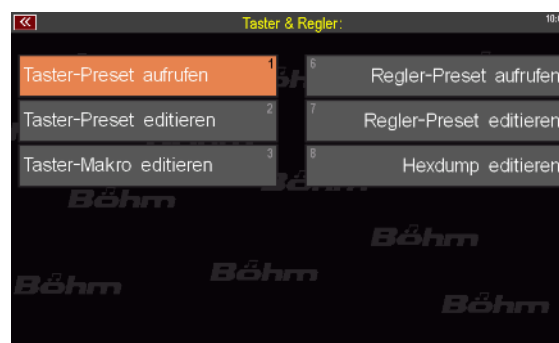 Taster & Regler:
Taster-Preset aufrufen 1
6 Regler-Preset aufrufen
Taster-Preset editieren 2
7 Regler-Preset editieren
Taster-Makro editieren 3
8 Hexdump editieren
Böhm
Böhm
Böhm
Böhm